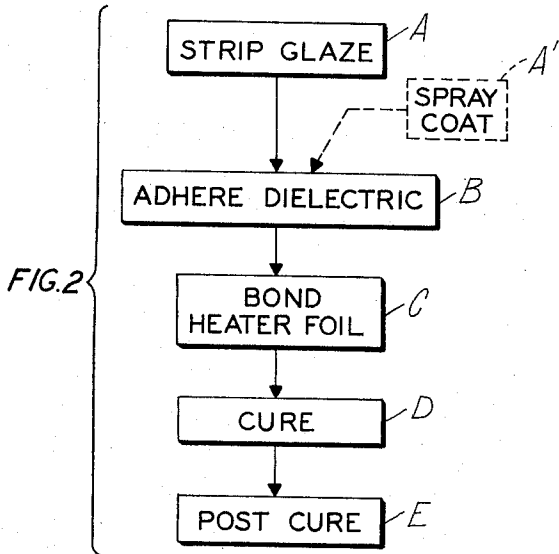 A
STRIP GLAZE
A'
SPRAY
COAT
ADHERE DIELECTRIC
B
FIG.2
BOND
HEATER FOIL
C
CURE
D
POST CURE
E